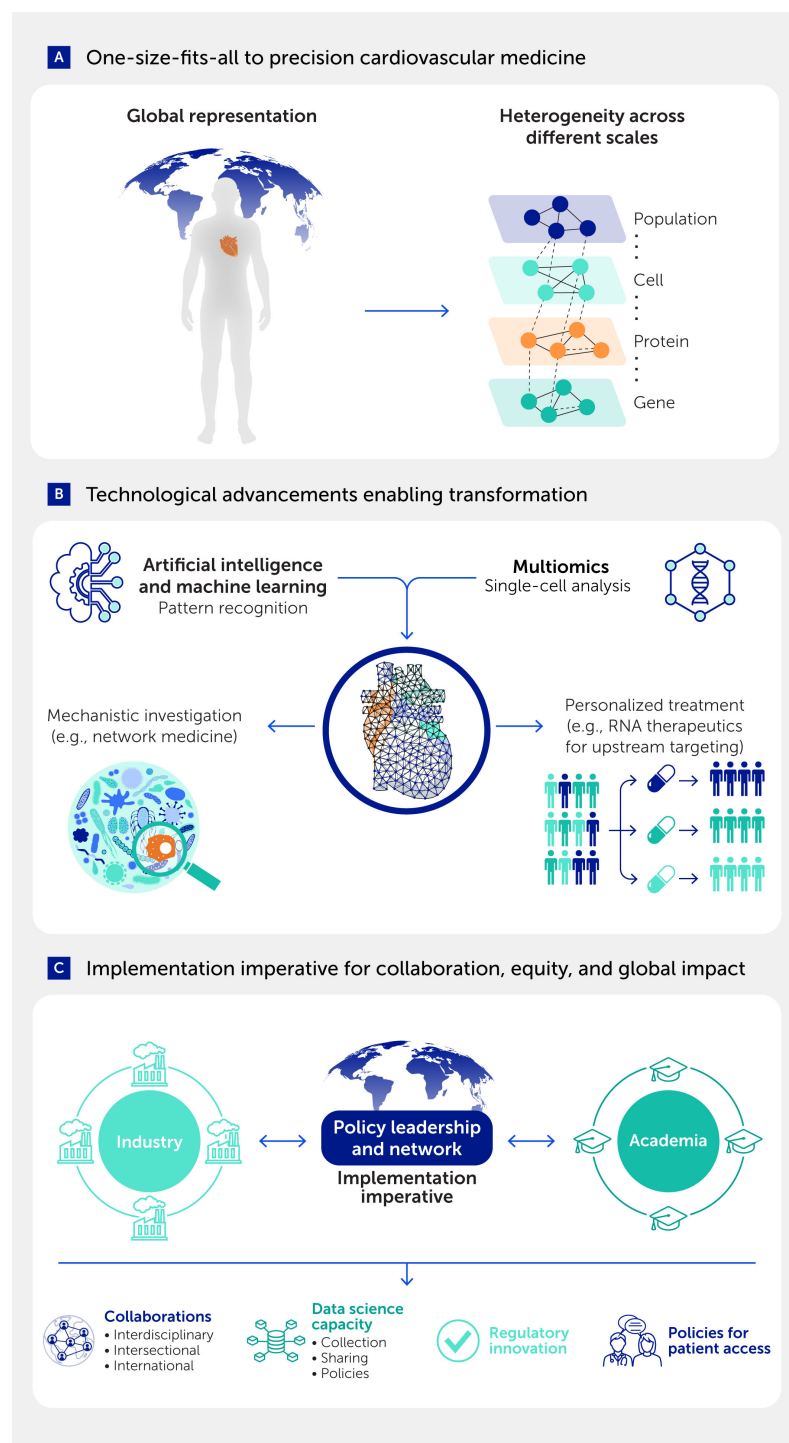 A One-size-fits-all to precision cardiovascular medicine
Global representation
Heterogeneity across
different scales
Population
Cell
Protein
Gene
B Technological advancements enabling transformation
Artificial intelligence
and machine learning
Pattern recognition
Multiomics
Single-cell analysis
Mechanistic investigation
(e.g., network medicine)
Personalized treatment
(e.g., RNA therapeutics
for upstream targeting)
C Implementation imperative for collaboration, equity, and global impact
Industry
Policy leadership
and network
Implementation
imperative
Academia
Collaborations
• Interdisciplinary
• Intersectional
• International
Data science
capacity
• Collection
• Sharing
• Policies
Regulatory
innovation
Policies for
patient access